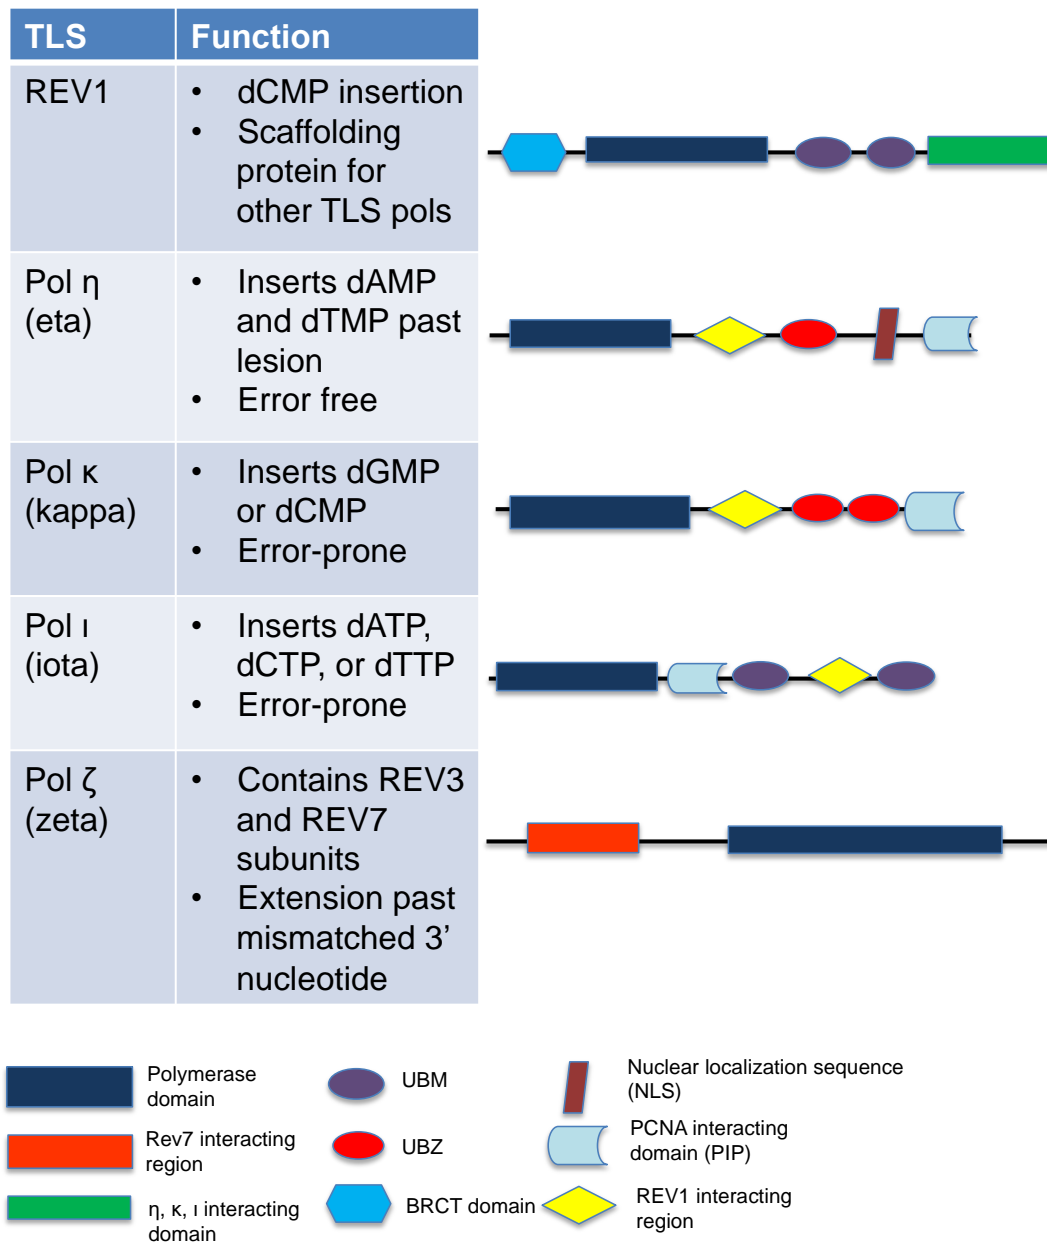 TLS Function
REV1
• dCMP insertion
• Scaffolding
protein for
other TLS pols
Pol η
(eta)
• Inserts dAMP
and dTMP past
lesion
• Error free
Pol κ
(kappa)
• Inserts dGMP
or dCMP
• Error-prone
Pol ι
(iota)
• Inserts dATP,
dCTP, or dTTP
• Error-prone
Pol ζ
(zeta)
• Contains REV3
and REV7
subunits
• Extension past
mismatched 3’
nucleotide
Polymerase
domain
UBM
Nuclear localization sequence
(NLS)
Rev7 interacting
region
UBZ
PCNA interacting
domain (PIP)
η, κ, ι interacting
domain
BRCT domain
REV1 interacting
region